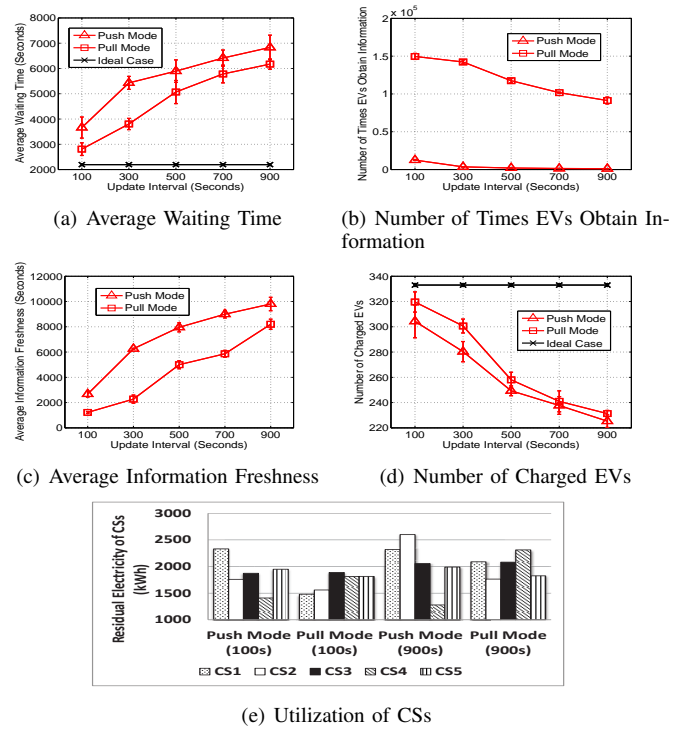 8000
7000
6000
5000
4000
3000
2000
Average Waiting Time (Seconds)
Push Mode
Pull Mode
Ideal Case
100 300 500 700 900
Update Interval (Seconds)
(a) Average Waiting Time
x 10^5
2
1.5
1
0.5
0
Number of Times EVs Obtain Information
Push Mode
Pull Mode
100 300 500 700 900
Update Interval (Seconds)
(b) Number of Times EVs Obtain In-
formation
12000
10000
8000
6000
4000
2000
0
Average Information Freshness (Seconds)
Push Mode
Pull Mode
100 300 500 700 900
Update Interval (Seconds)
(c) Average Information Freshness
340
320
300
280
260
240
220
Number of Charged EVs
Push Mode
Pull Mode
Ideal Case
100 300 500 700 900
Update Interval (Seconds)
(d) Number of Charged EVs
Residual Electricity of CSs
(kWh)
3000
2500
2000
1500
1000
Push Mode Pull Mode Push Mode Pull Mode
(100s) (100s) (900s) (900s)
CS1 CS2 CS3 CS4 CS5
(e) Utilization of CSs